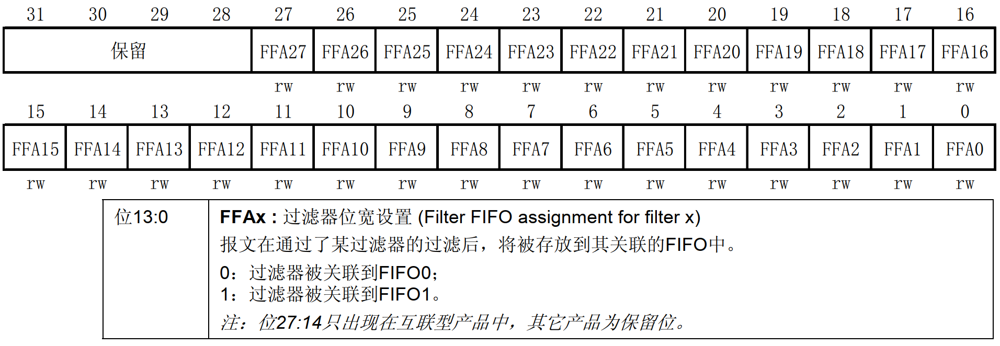 31 30 29 28 27 26 25 24 23 22 21 20 19 18 17 16
保留 FFA27 FFA26 FFA25 FFA24 FFA23 FFA22 FFA21 FFA20 FFA19 FFA18 FFA17 FFA16
rw rw rw rw rw rw rw rw rw rw rw rw
15 14 13 12 11 10 9 8 7 6 5 4 3 2 1 0
FFA15 FFA14 FFA13 FFA12 FFA11 FFA10 FFA9 FFA8 FFA7 FFA6 FFA5 FFA4 FFA3 FFA2 FFA1 FFA0
rw rw rw rw rw rw rw rw rw rw rw rw rw rw rw rw
位13:0 FFAx : 过滤器位宽设置 (Filter FIFO assignment for filter x)
报文在通过了某过滤器的过滤后，将被存放到其关联的FIFO中。
0：过滤器被关联到FIFO0；
1：过滤器被关联到FIFO1。
注：位27:14只出现在互联型产品中，其它产品为保留位。